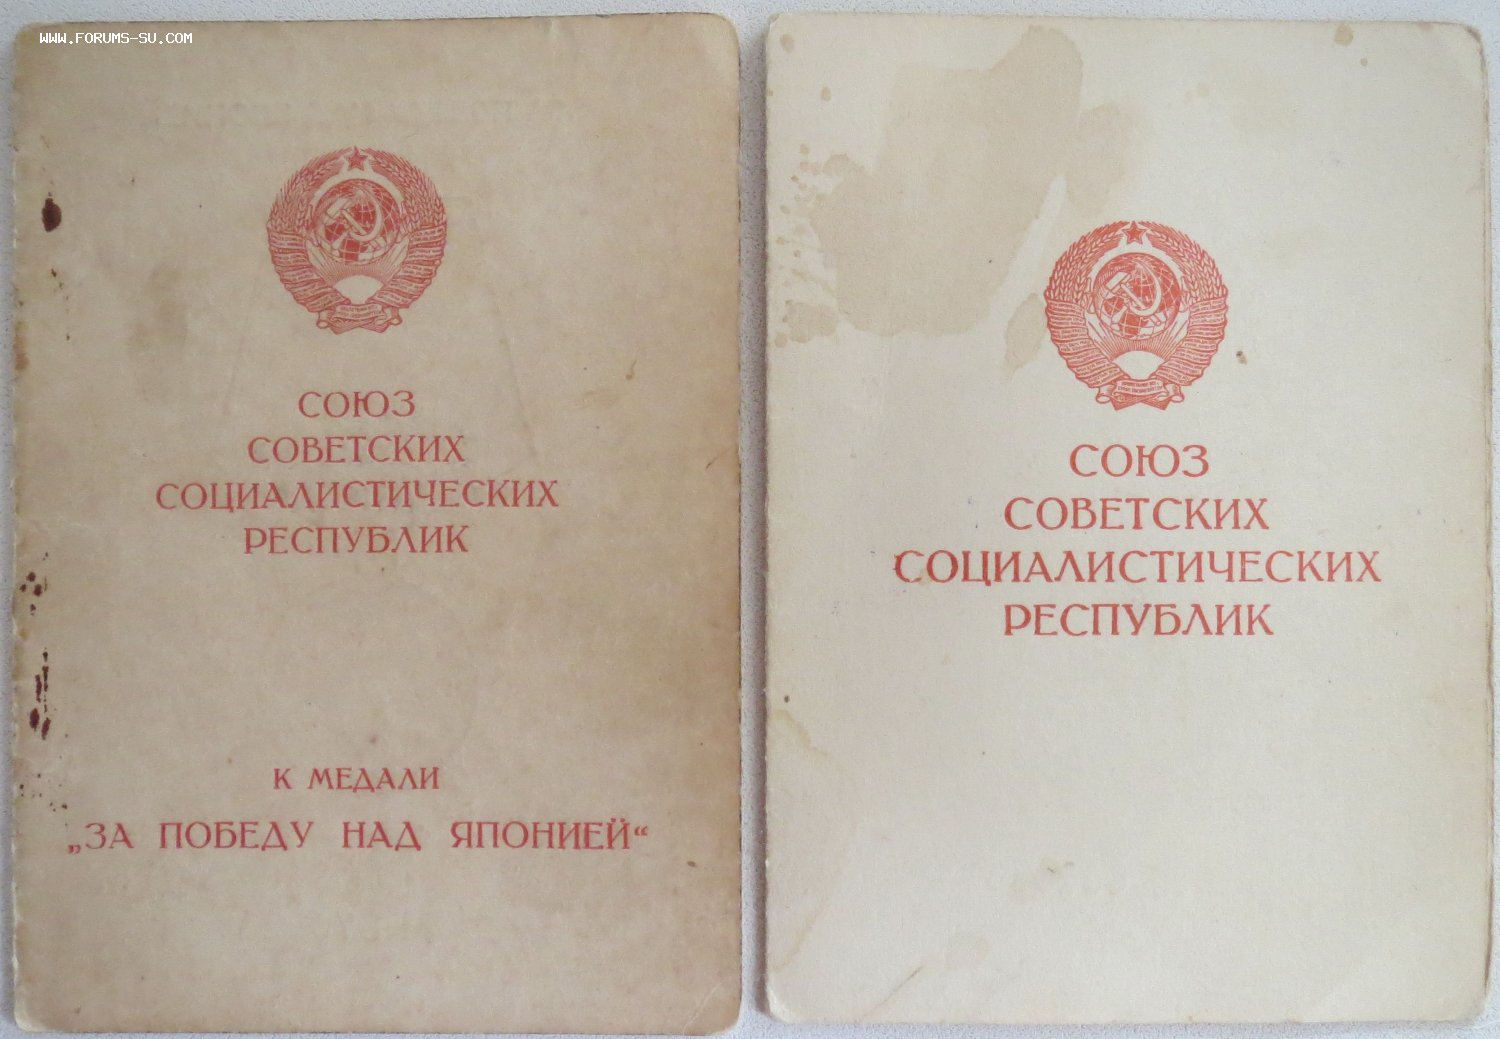 WWW.FORUMS-SU.COM
СОЮЗ
СОВЕТСКИХ
СОЦИАЛИСТИЧЕСКИХ
РЕСПУБЛИК
К МЕДАЛИ
„ЗА ПОБЕДУ НАД ЯПОНИЕЙ“
СОЮЗ
СОВЕТСКИХ
СОЦИАЛИСТИЧЕСКИХ
РЕСПУБЛИК